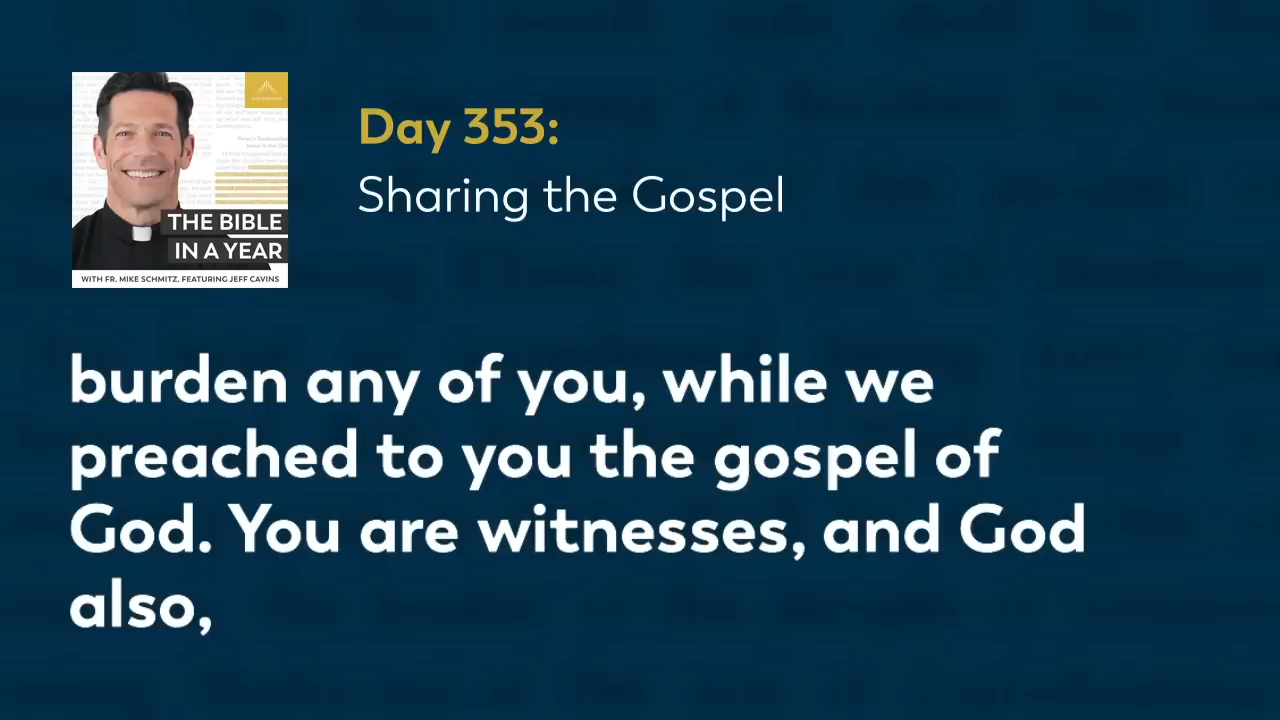 Day 353:
Sharing the Gospel
THE BIBLE
IN A YEAR
WITH FR. MIKE SCHMITZ, FEATURING JEFF CAVINS
burden any of you, while we
preached to you the gospel of
God. You are witnesses, and God
also,